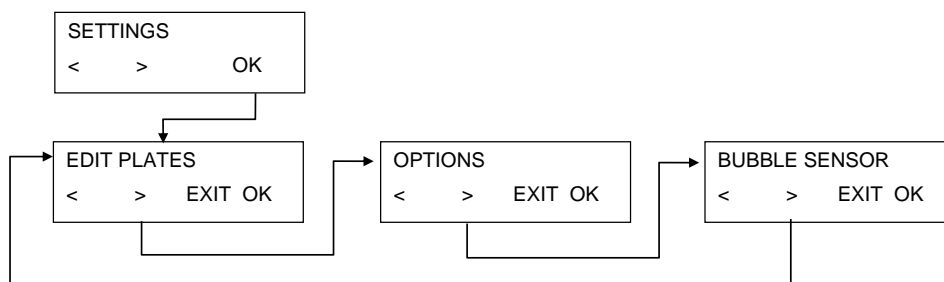 SETTINGS
< > OK
EDIT PLATES
< > EXIT OK
OPTIONS
< > EXIT OK
BUBBLE SENSOR
< > EXIT OK